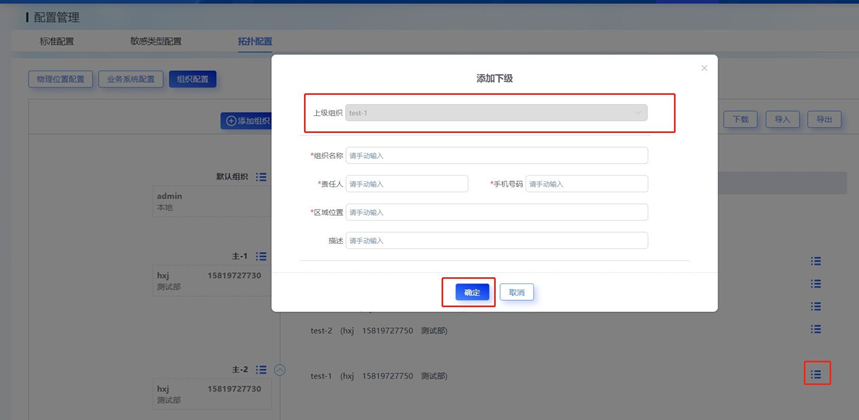 配置管理
标准配置 敏感类型配置 拓扑配置
物理位置配置 业务系统配置 组织配置
添加组织 下载 导入 导出
添加下级
上级组织 test-1
*组织名称 请手动输入
*责任人 请手动输入 *手机号码 请手动输入
*区域位置 请手动输入
描述 请手动输入
确定 取消
默认组织
admin
本地
主-1
hxj 15819727730
测试部
test-2 (hxj 15819727750 测试部)
主-2
test-1 (hxj 15819727750 测试部)
hxj 15819727730
测试部